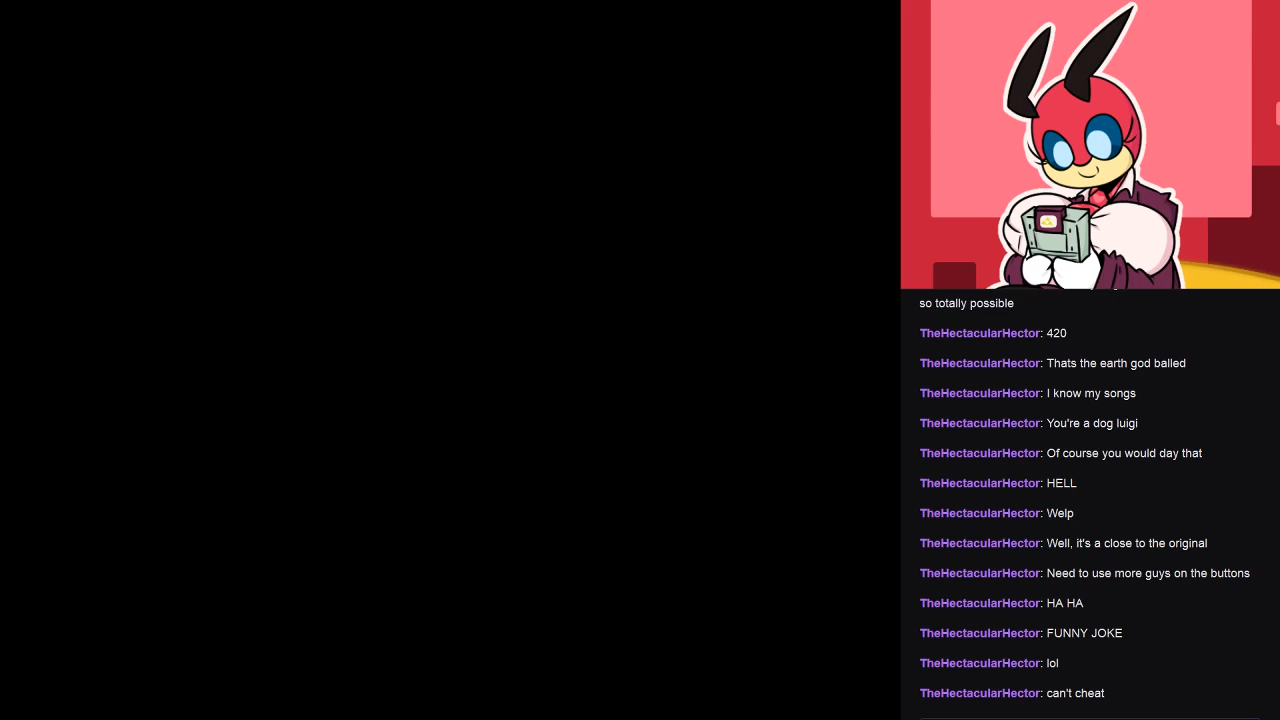 so totally possible
TheHectacularHector: 420
TheHectacularHector: Thats the earth god balled
TheHectacularHector: I know my songs
TheHectacularHector: You're a dog luigi
TheHectacularHector: Of course you would day that
TheHectacularHector: HELL
TheHectacularHector: Welp
TheHectacularHector: Well, it's a close to the original
TheHectacularHector: Need to use more guys on the buttons
TheHectacularHector: HA HA
TheHectacularHector: FUNNY JOKE
TheHectacularHector: lol
TheHectacularHector: can't cheat